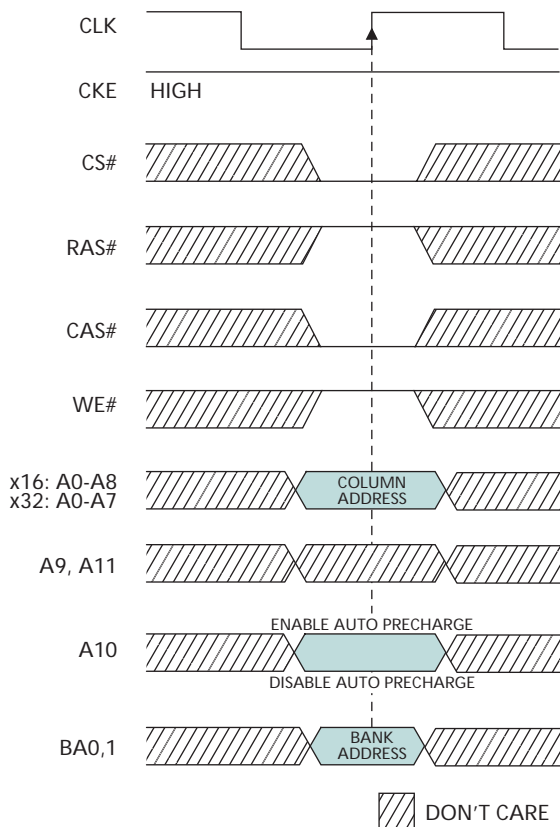 CLK
CKE HIGH
CS#
RAS#
CAS#
WE#
x16: A0-A8
x32: A0-A7
COLUMN
ADDRESS
A9, A11
ENABLE AUTO PRECHARGE
A10
DISABLE AUTO PRECHARGE
BA0,1
BANK
ADDRESS
DON'T CARE